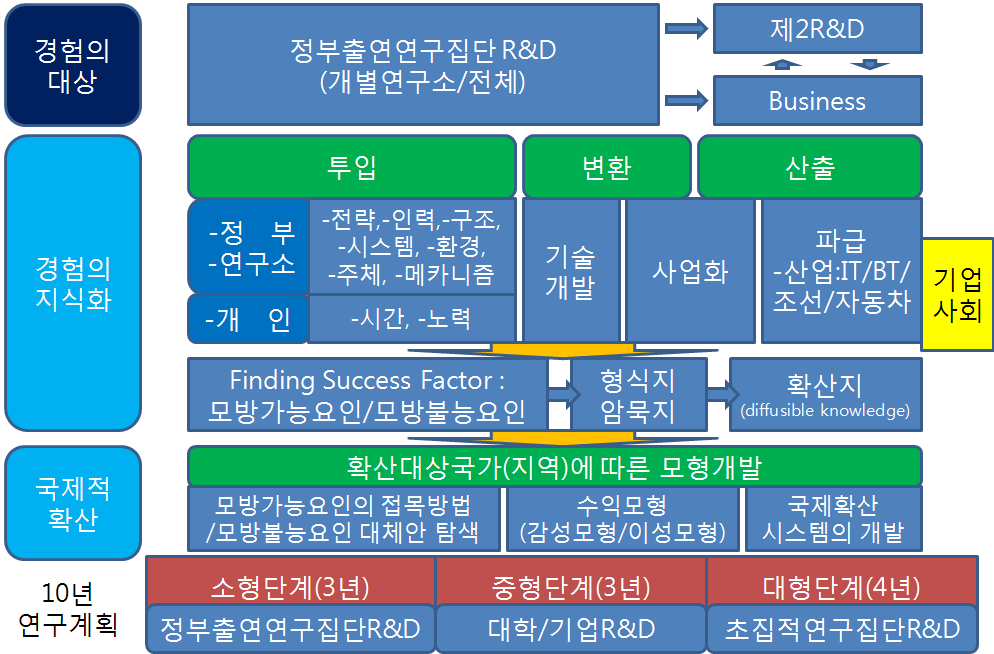 경험의
대상
정부출연연구집단 R&D
(개별연구소/전체)
제2R&D
Business
경험의
지식화
투입
변환
산출
-정 부
-연구소
-전략,-인력,-구조,
-시스템, -환경,
-주체, -메카니즘
-개 인
-시간, -노력
기술
개발
사업화
파급
-산업:IT/BT/
조선/자동차
기업
사회
Finding Success Factor :
모방가능요인/모방불능요인
형식지
암묵지
확산지
(diffusible knowledge)
국제적
확산
확산대상국가(지역)에 따른 모형개발
모방가능요인의 접목방법
/모방불능요인 대체안 탐색
수익모형
(감성모형/이성모형)
국제확산
시스템의 개발
10년
연구계획
소형단계(3년)
중형단계(3년)
대형단계(4년)
정부출연연구집단R&D
대학/기업R&D
초집적연구집단R&D